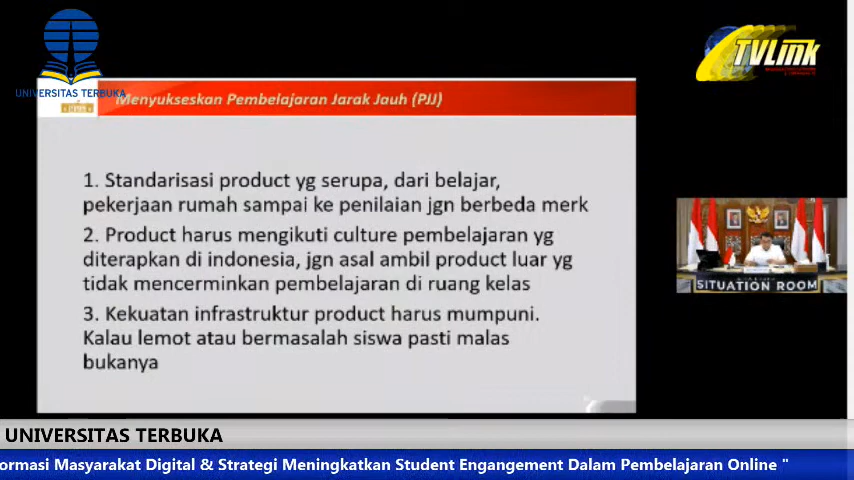 UNIVERSITAS TERBUKA
TVLink
Menyukseskan Pembelajaran Jarak Jauh (PJJ)
1. Standarisasi product yg serupa, dari belajar,
pekerjaan rumah sampai ke penilaian jgn berbeda merk
2. Product harus mengikuti culture pembelajaran yg
diterapkan di indonesia, jgn asal ambil product luar yg
tidak mencerminkan pembelajaran di ruang kelas
3. Kekuatan infrastruktur product harus mumpuni.
Kalau lemot atau bermasalah siswa pasti malas
bukanya
SITUATION ROOM
UNIVERSITAS TERBUKA
ormasi Masyarakat Digital & Strategi Meningkatkan Student Engangement Dalam Pembelajaran Online "